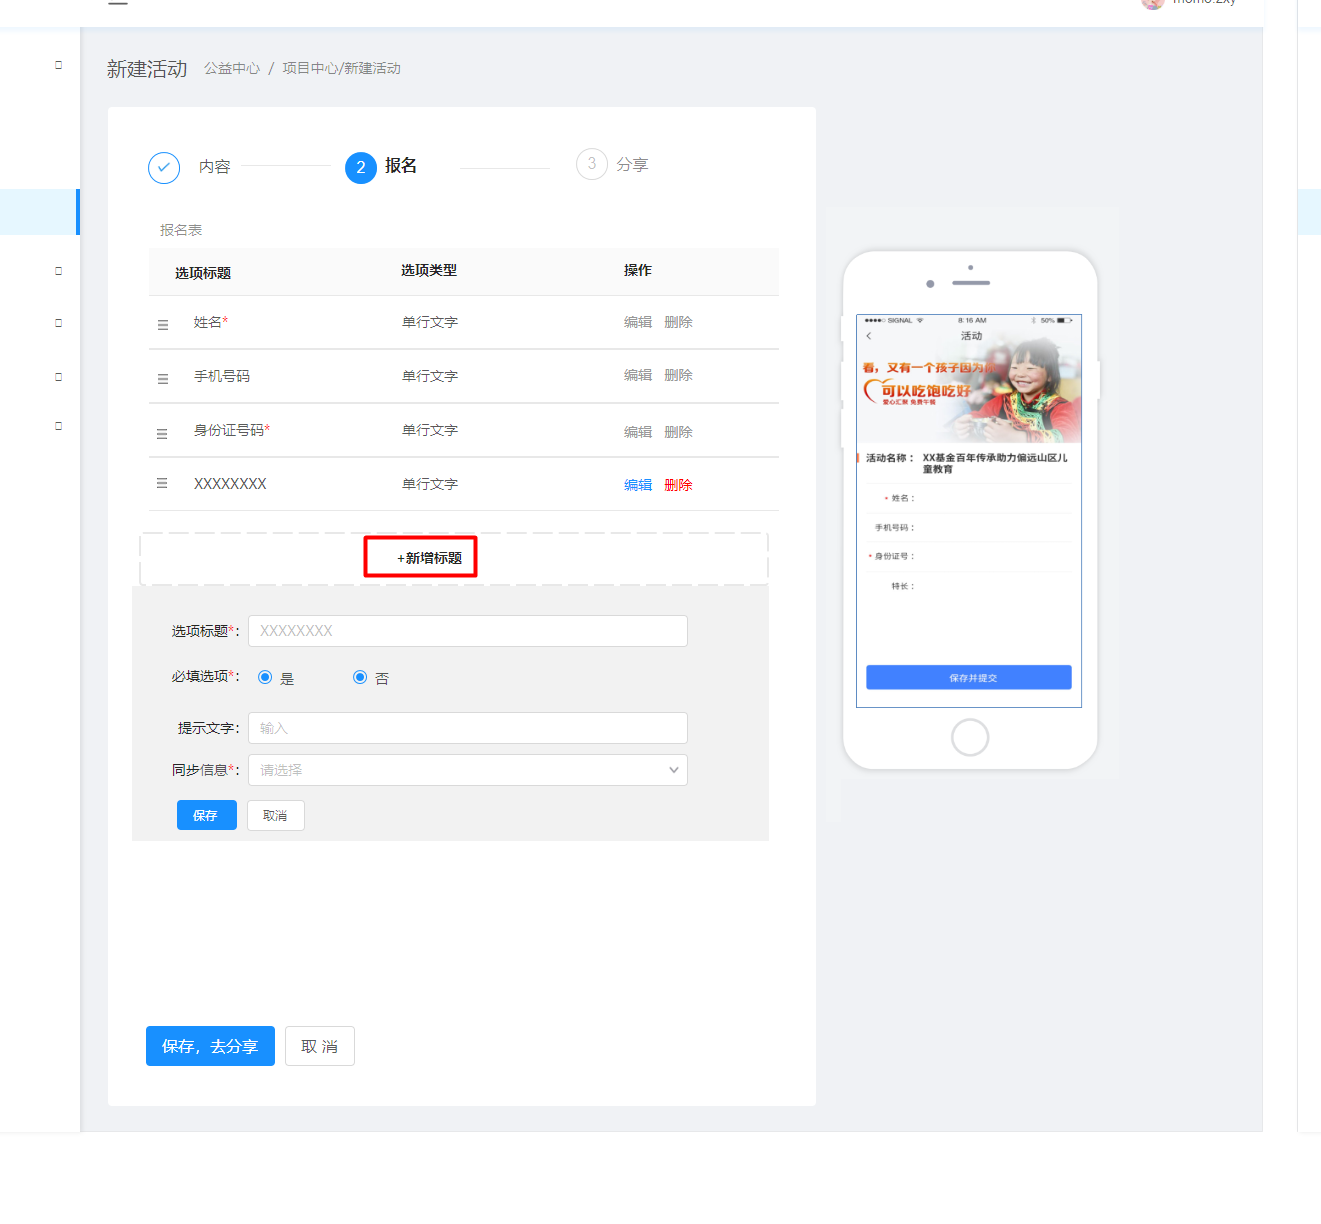 新建活动 公益中心 / 项目中心/新建活动
内容 2 报名 3 分享
报名表
选项标题 选项类型 操作
姓名* 单行文字 编辑 删除
手机号码 单行文字 编辑 删除
身份证号码* 单行文字 编辑 删除
XXXXXXXX 单行文字 编辑 删除
+新增标题
选项标题*: XXXXXXXX
必填选项*: 是 否
提示文字: 输入
同步信息*: 请选择
保存 取消
保存，去分享 取 消
SIGNAL 8:16 AM 50%
活动
看，又有一个孩子因为你
可以吃饱吃好
爱心汇聚 免费午餐
活动名称： XX基金百年传承助力偏远山区儿
童教育
* 姓名：
手机号码：
* 身份证号：
特长：
保存并提交